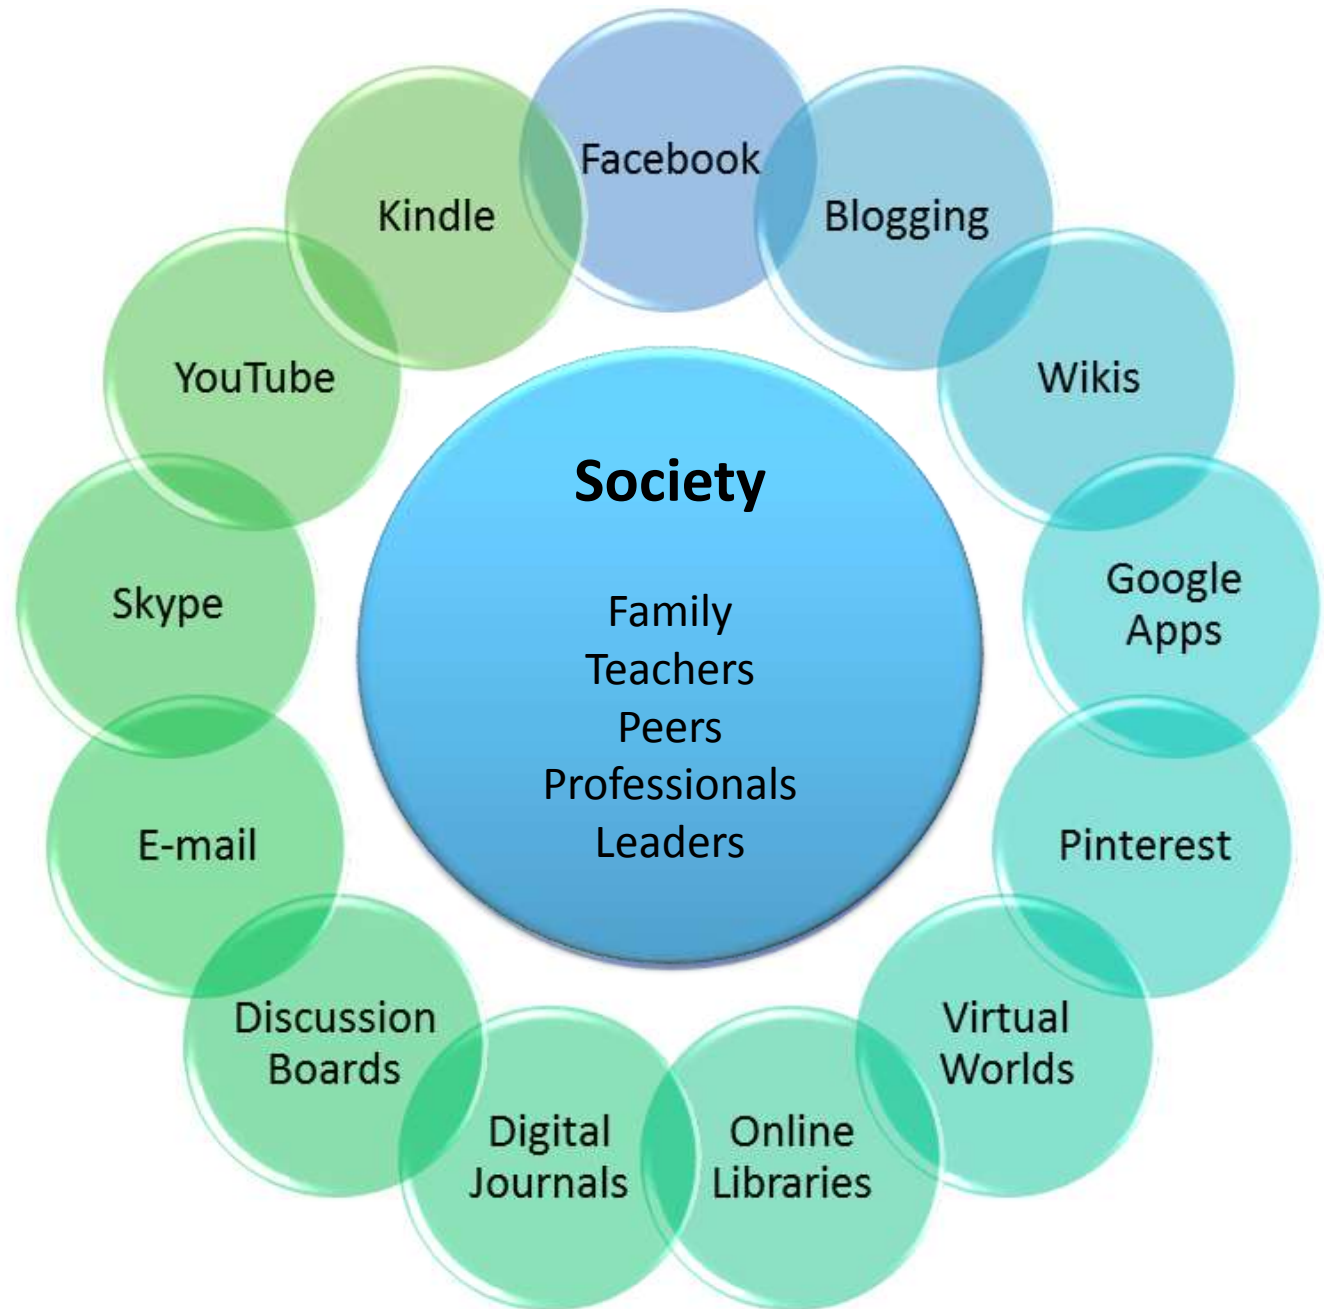 Facebook
Blogging
Wikis
Google
Apps
Pinterest
Virtual
Worlds
Online
Libraries
Digital
Journals
Discussion
Boards
E-mail
Skype
YouTube
Kindle
Society
Family
Teachers
Peers
Professionals
Leaders